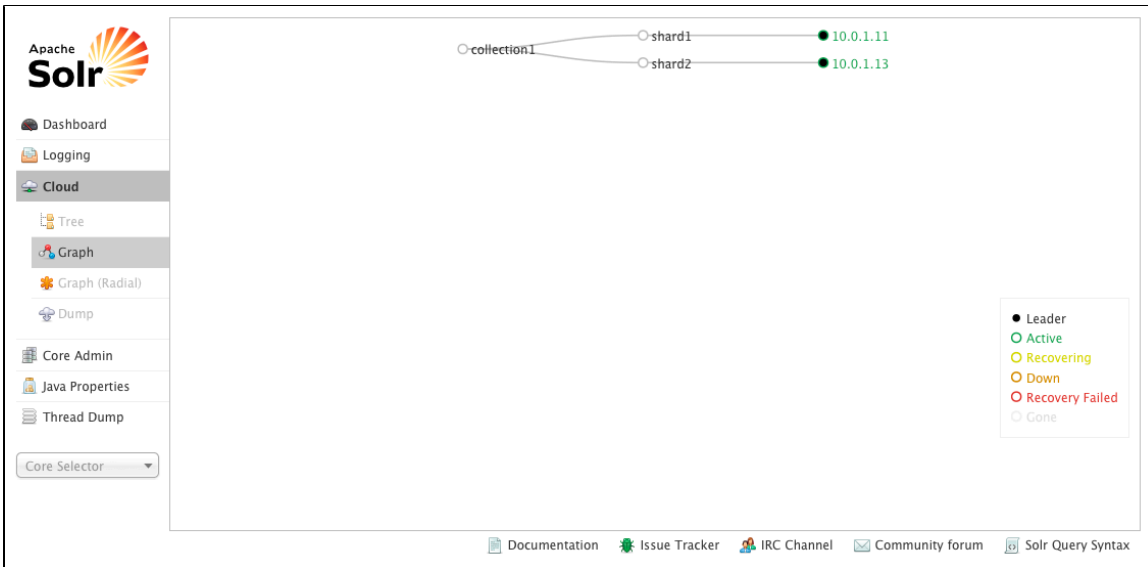 Apache
Solr
Dashboard
Logging
Cloud
Tree
Graph
Graph (Radial)
Dump
Core Admin
Java Properties
Thread Dump
Core Selector
collection1
shard1
10.0.1.11
shard2
10.0.1.13
Leader
Active
Recovering
Down
Recovery Failed
Gone
Documentation Issue Tracker IRC Channel Community forum Solr Query Syntax